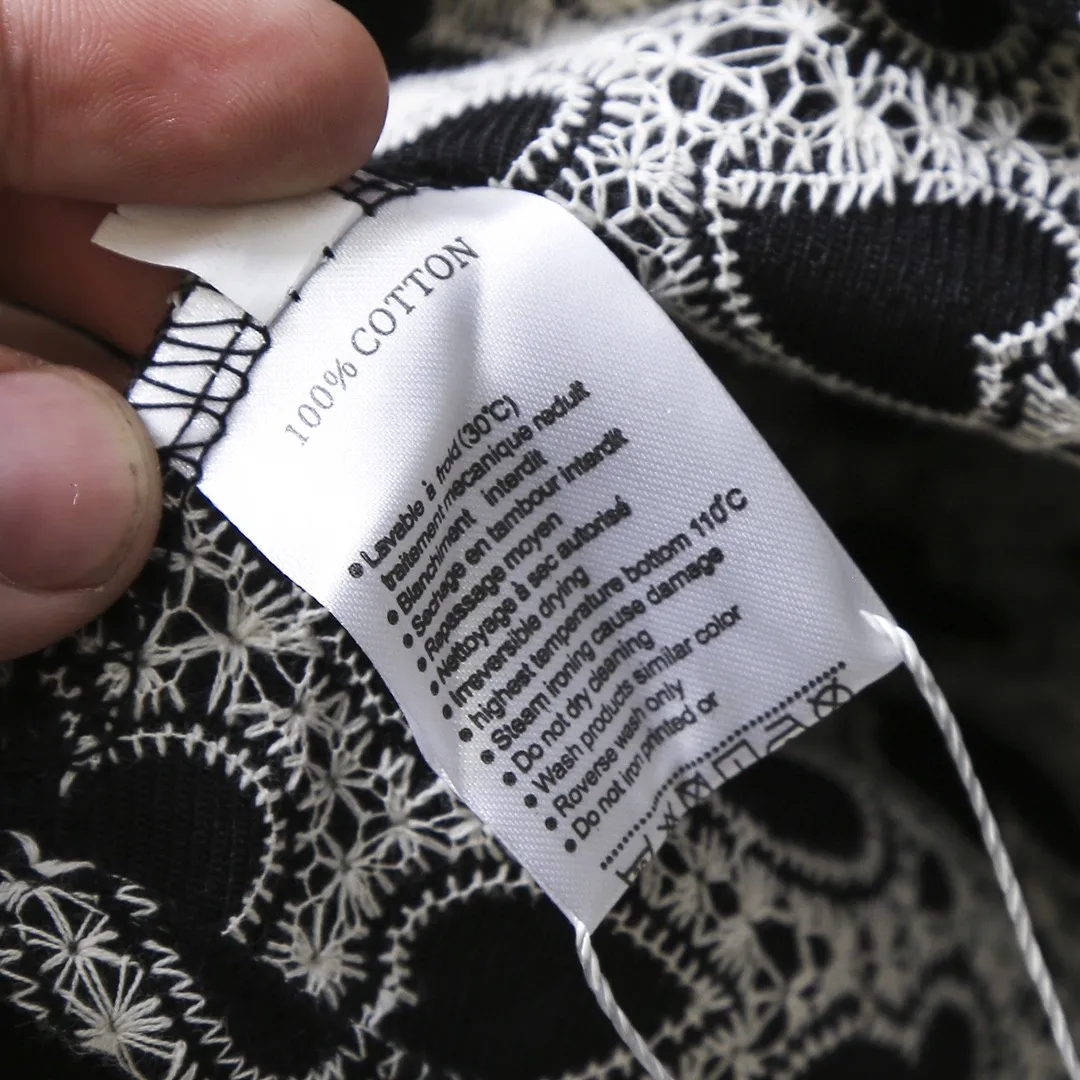 100% COTTON
• Lavable à froid (30°C)
traitement mecanique reduit
• Blanchiment interdit
• Sechage en tambour interdit
• Repassage moyen
• Nettoyage à sec autorisé
• Irreversible drying
• highest temperature bottom 110°C
• Steam ironing cause damage
• Do not dry cleaning
• Wash products similar color
• Roverse wash only
• Do not iron printed or